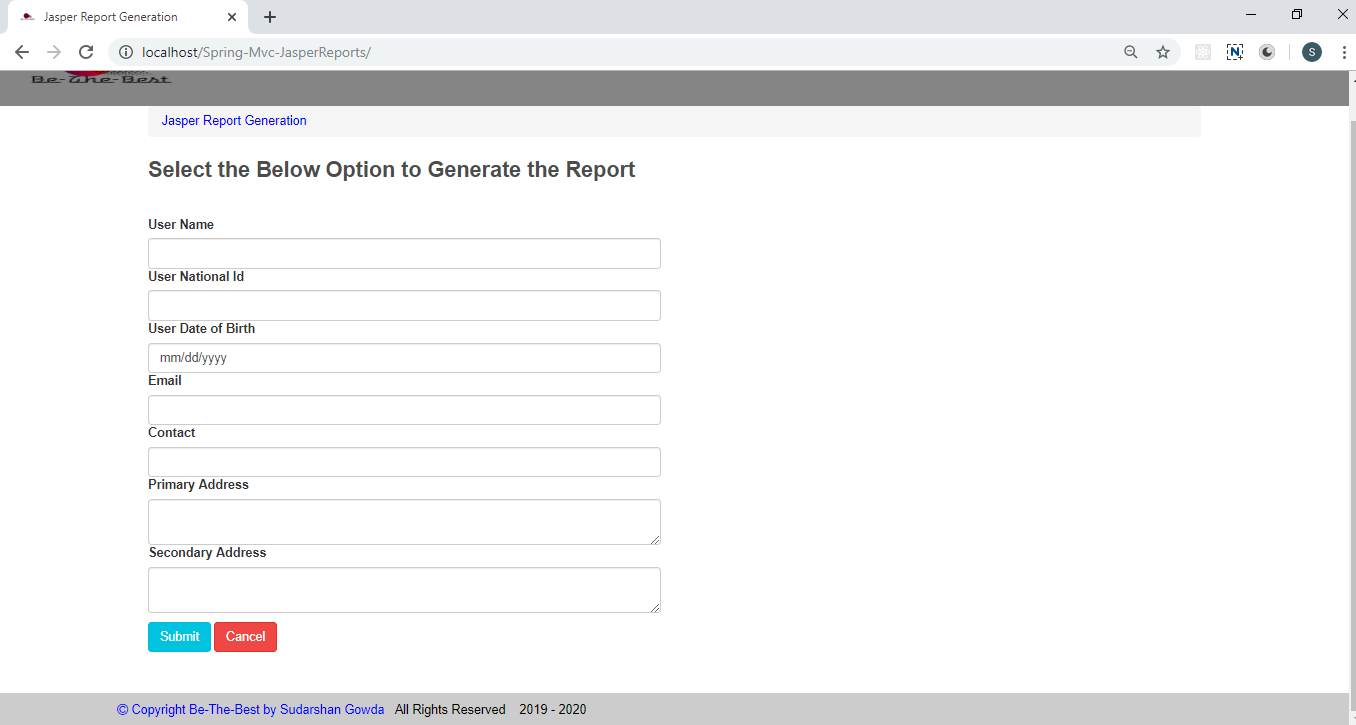 Jasper Report Generation
localhost/Spring-Mvc-JasperReports/
S
Be-The-Best
Jasper Report Generation
Select the Below Option to Generate the Report
User Name
User National Id
User Date of Birth
mm/dd/yyyy
Email
Contact
Primary Address
Secondary Address
Submit Cancel
© Copyright Be-The-Best by Sudarshan Gowda All Rights Reserved 2019 - 2020